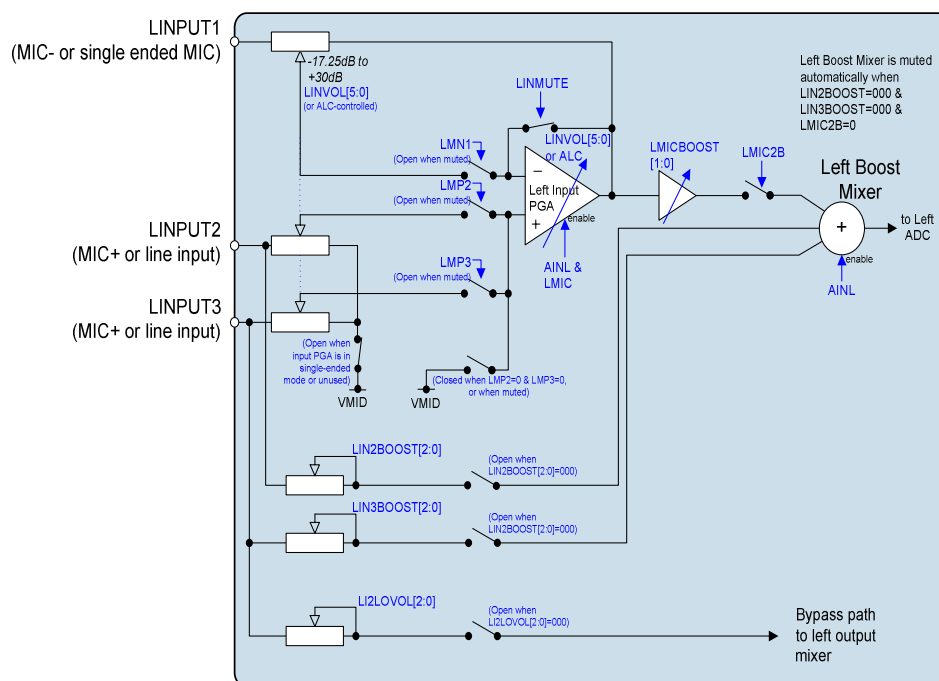 LINPUT1
(MIC- or single ended MIC)
-17.25dB to
+30dB
LINVOL[5:0]
(or ALC-controlled)
Left Boost Mixer is muted
automatically when
LIN2BOOST=000 &
LIN3BOOST=000 &
LMIC2B=0
LINMUTE
LINVOL[5:0]
or ALC
LMN1
(Open when muted)
LMP2
(Open when muted)
−
Left Input
PGA
+
enable
LMICBOOST
[1:0]
LMIC2B
Left Boost
Mixer
+
enable
to Left
ADC
AINL
LINPUT2
(MIC+ or line input)
AINL &
LMIC
LMP3
(Open when muted)
LINPUT3
(MIC+ or line input)
(Open when
input PGA is in
single-ended
mode or unused)
VMID
(Closed when LMP2=0 & LMP3=0,
or when muted)
VMID
LIN2BOOST[2:0]
(Open when
LIN2BOOST[2:0]=000)
LIN3BOOST[2:0]
(Open when
LIN2BOOST[2:0]=000)
LI2LOVOL[2:0]
(Open when
LI2LOVOL[2:0]=000)
Bypass path
to left output
mixer